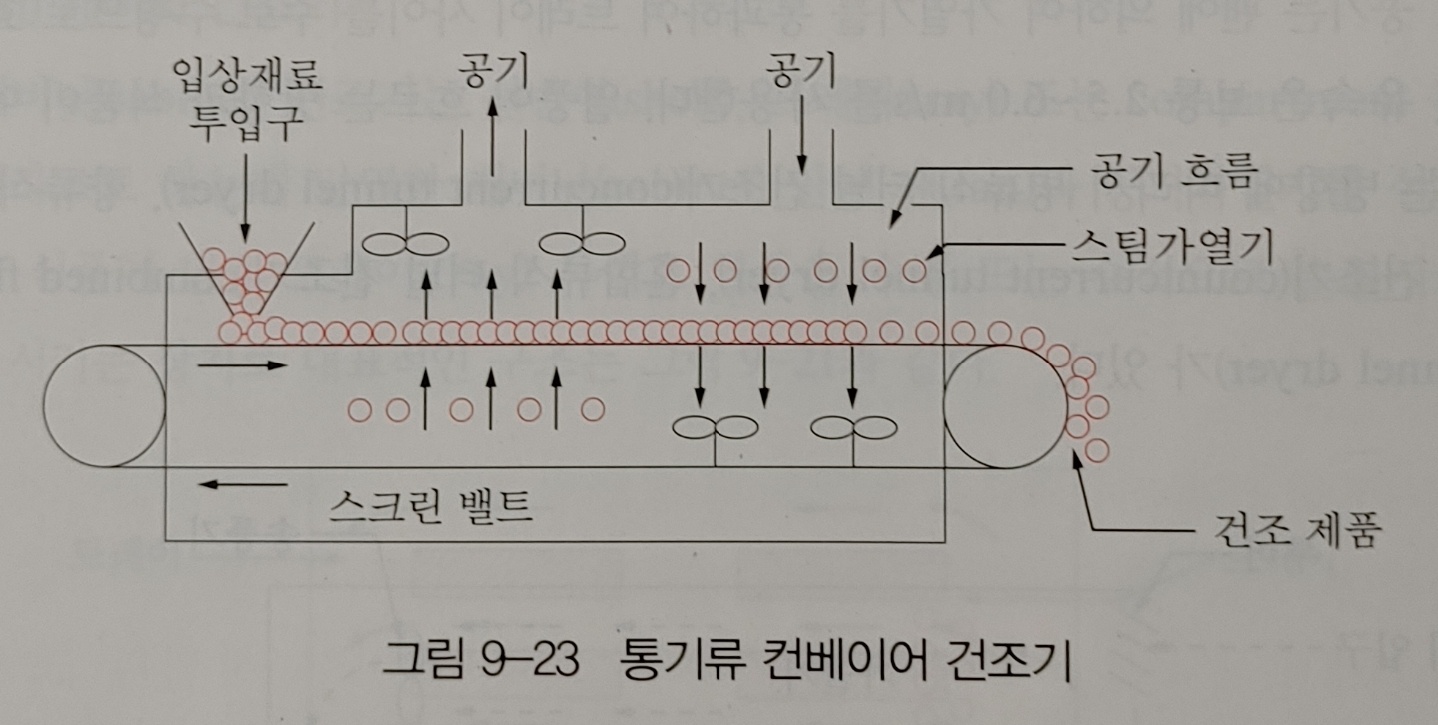 입상재료
투입구
공기
공기
공기 흐름
스팀가열기
스크린 밸트
건조 제품
그림 9-23 통기류 컨베이어 건조기